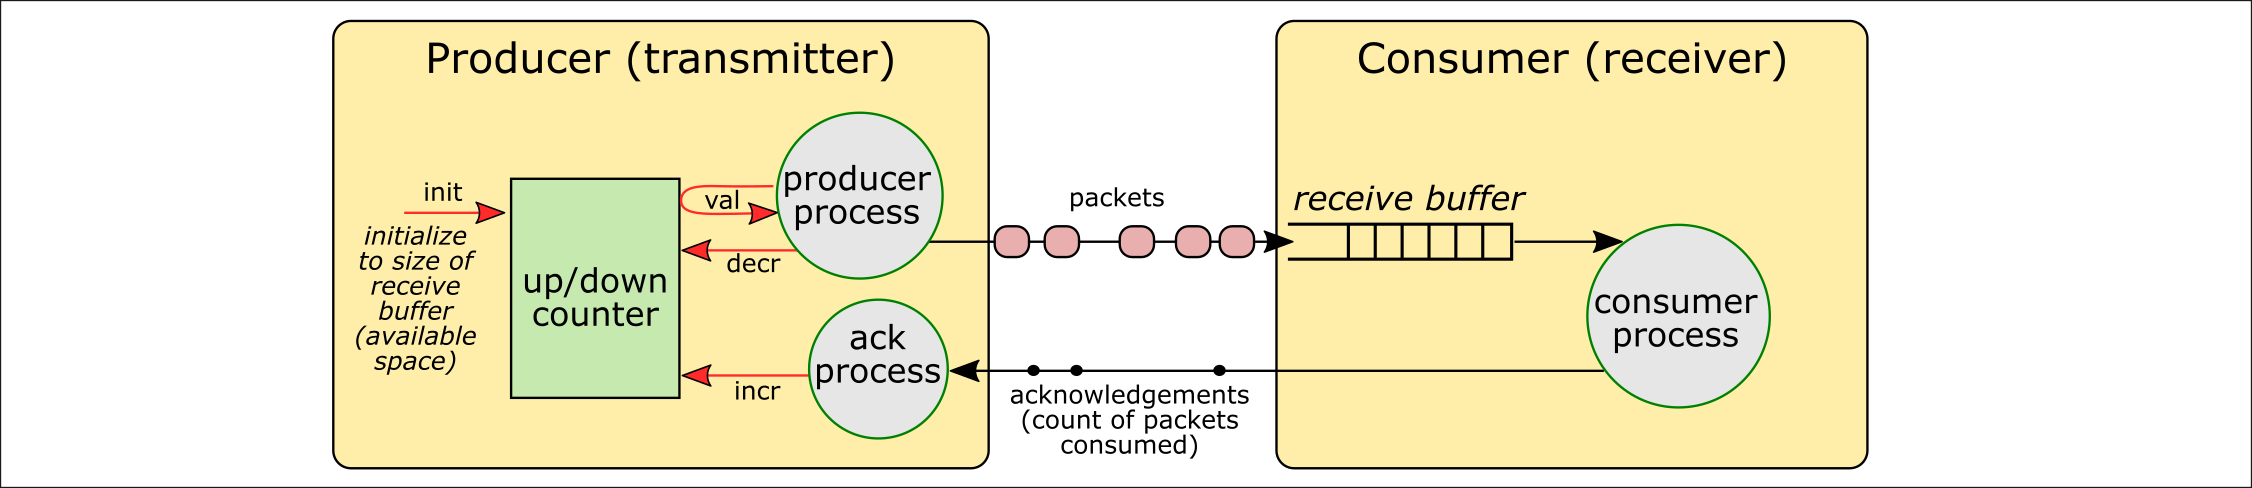 Producer (transmitter)
Consumer (receiver)
init
initialize
to size of
receive
buffer
(available
space)
up/down
counter
val
decr
incr
producer
process
ack
process
packets
acknowledgements
(count of packets
consumed)
receive buffer
consumer
process